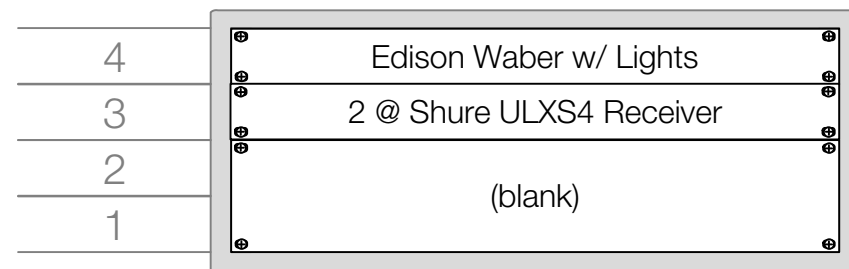 4 Edison Waber w/ Lights
3 2 @ Shure ULXS4 Receiver
2
(blank)
1